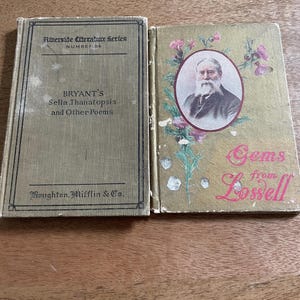 Riverside Literature Series
NUMBER 54
BRYANT'S
Sella, Thanatopsis
and Other Poems
Houghton, Mifflin & Co.
Gems
from
Lowell